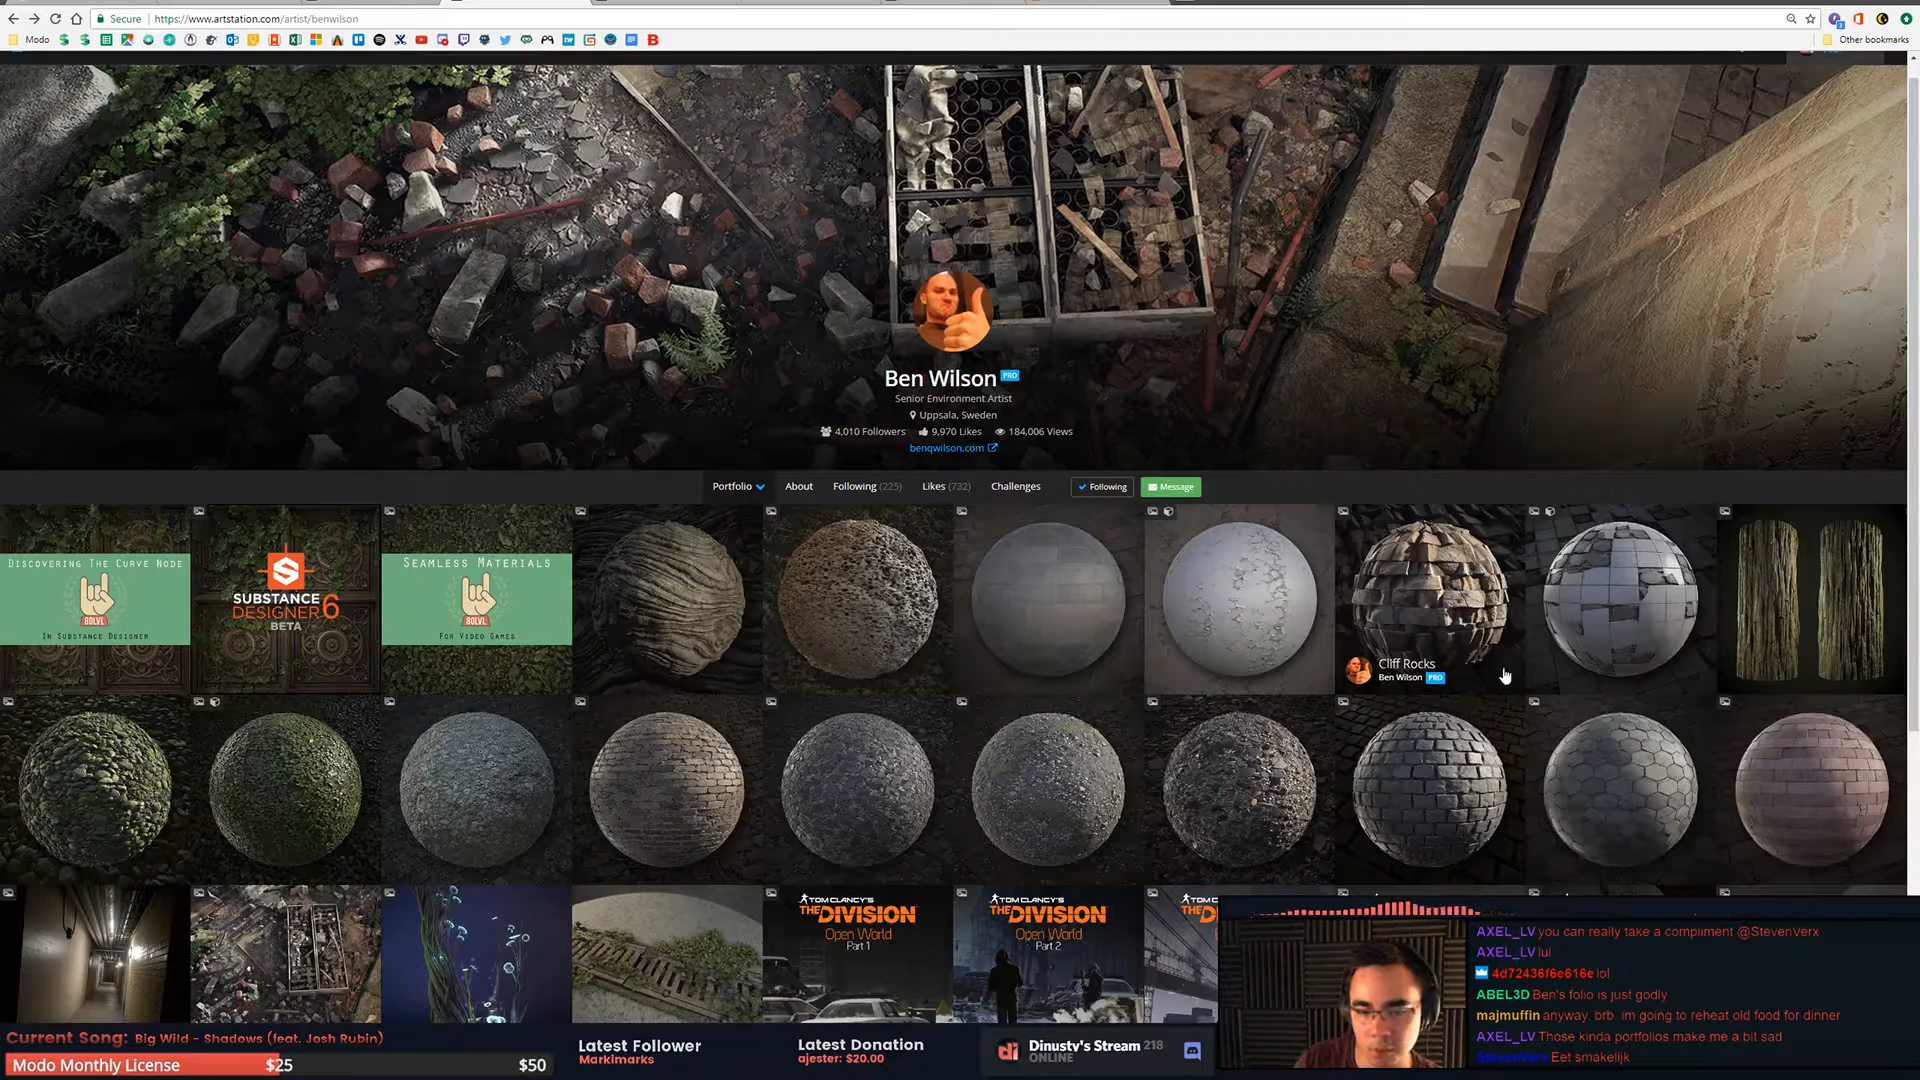 Secure
https://www.artstation.com/artist/benwilson
Modo
Other bookmarks
Ben Wilson PRO
Senior Environment Artist
Uppsala, Sweden
4,010 Followers 9,970 Likes 184,006 Views
benqwilson.com
Portfolio About Following (225) Likes (732) Challenges Following Message
DISCOVERING THE CURVE NODE
BOLVL
IN SUBSTANCE DESIGNER
SUBSTANCE
DESIGNER 6
BETA
SEAMLESS MATERIALS
BOLVL
FOR VIDEO GAMES
Cliff Rocks
Ben Wilson PRO
TOM CLANCY'S
THE DIVISION
Open World
Part 1
TOM CLANCY'S
THE DIVISION
Open World
Part 2
AXEL_LV you can really take a compliment @StevenVerx
AXEL_LV lul
4d72436f6e616e lol
ABEL3D Ben's folio is just godly
majmuffin anyway, brb, im going to reheat old food for dinner
AXEL_LV Those kinda portfolios make me a bit sad
StevenVerx Eet smakelijk
Current Song: Big Wild - Shadows (feat. Josh Rubin)
Modo Monthly License $25 $50
Latest Follower
Marklmarks
Latest Donation
ajester: $20.00
Dinusty's Stream 218
ONLINE